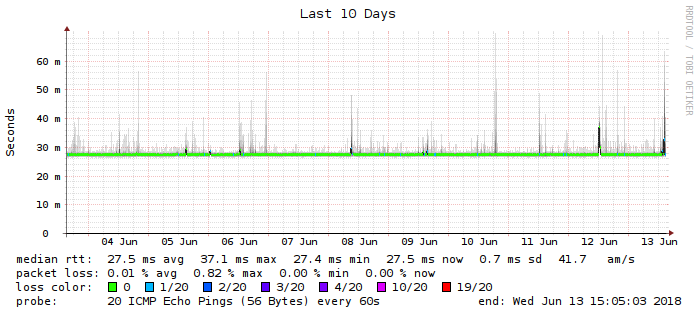 Last 10 Days
RRDTOOL / TOBI OETIKER
Seconds
60 m
50 m
40 m
30 m
20 m
10 m
0
04 Jun 05 Jun 06 Jun 07 Jun 08 Jun 09 Jun 10 Jun 11 Jun 12 Jun 13 Jun
median rtt: 27.5 ms avg 37.1 ms max 27.4 ms min 27.5 ms now 0.7 ms sd 41.7 am/s
packet loss: 0.01 % avg 0.82 % max 0.00 % min 0.00 % now
loss color: 0 1/20 2/20 3/20 4/20 10/20 19/20
probe: 20 ICMP Echo Pings (56 Bytes) every 60s end: Wed Jun 13 15:05:03 2018